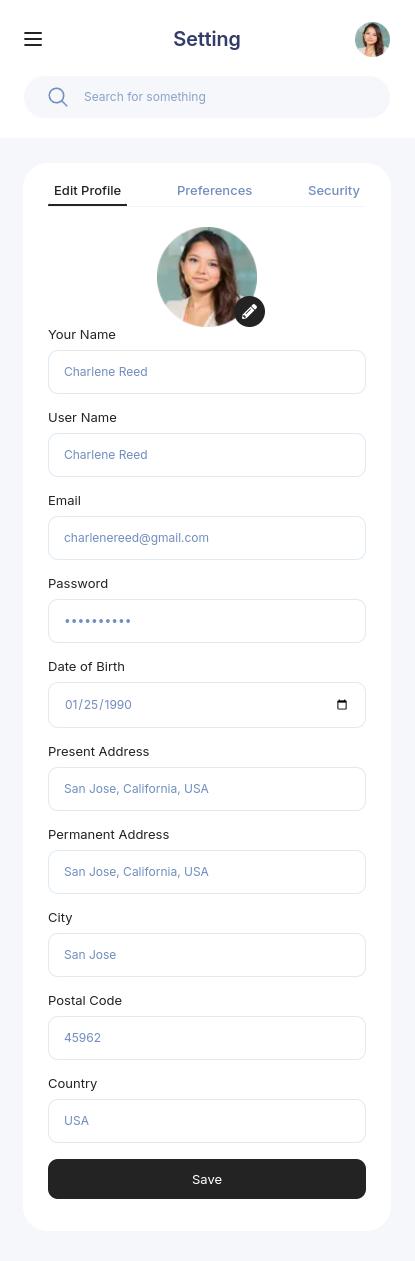 Setting
Search for something
Edit Profile Preferences Security
Your Name
Charlene Reed
User Name
Charlene Reed
Email
charlenereed@gmail.com
Password
••••••••••
Date of Birth
01/25/1990
Present Address
San Jose, California, USA
Permanent Address
San Jose, California, USA
City
San Jose
Postal Code
45962
Country
USA
Save